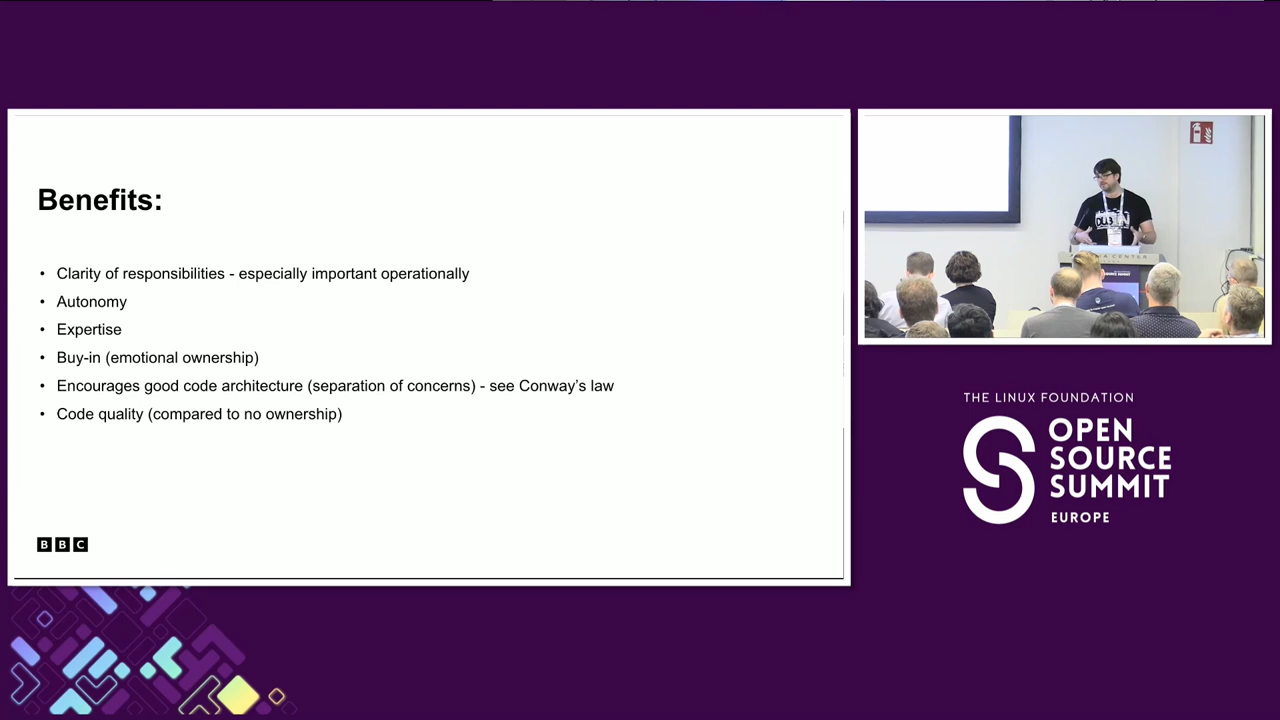 Benefits:
• Clarity of responsibilities - especially important operationally
• Autonomy
• Expertise
• Buy-in (emotional ownership)
• Encourages good code architecture (separation of concerns) - see Conway’s law
• Code quality (compared to no ownership)
BBC
THE LINUX FOUNDATION
OPEN
SOURCE
SUMMIT
EUROPE